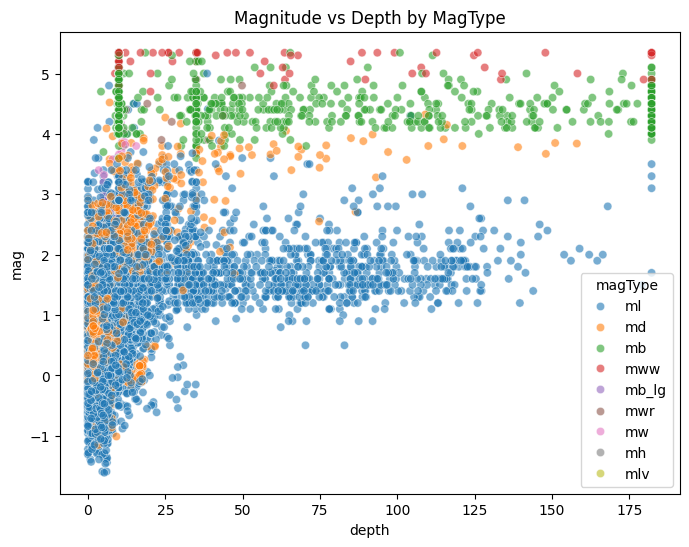 Magnitude vs Depth by MagType
mag
5
4
3
2
1
0
−1
magType
ml
md
mb
mww
mb_lg
mwr
mw
mh
mlv
0 25 50 75 100 125 150 175
depth